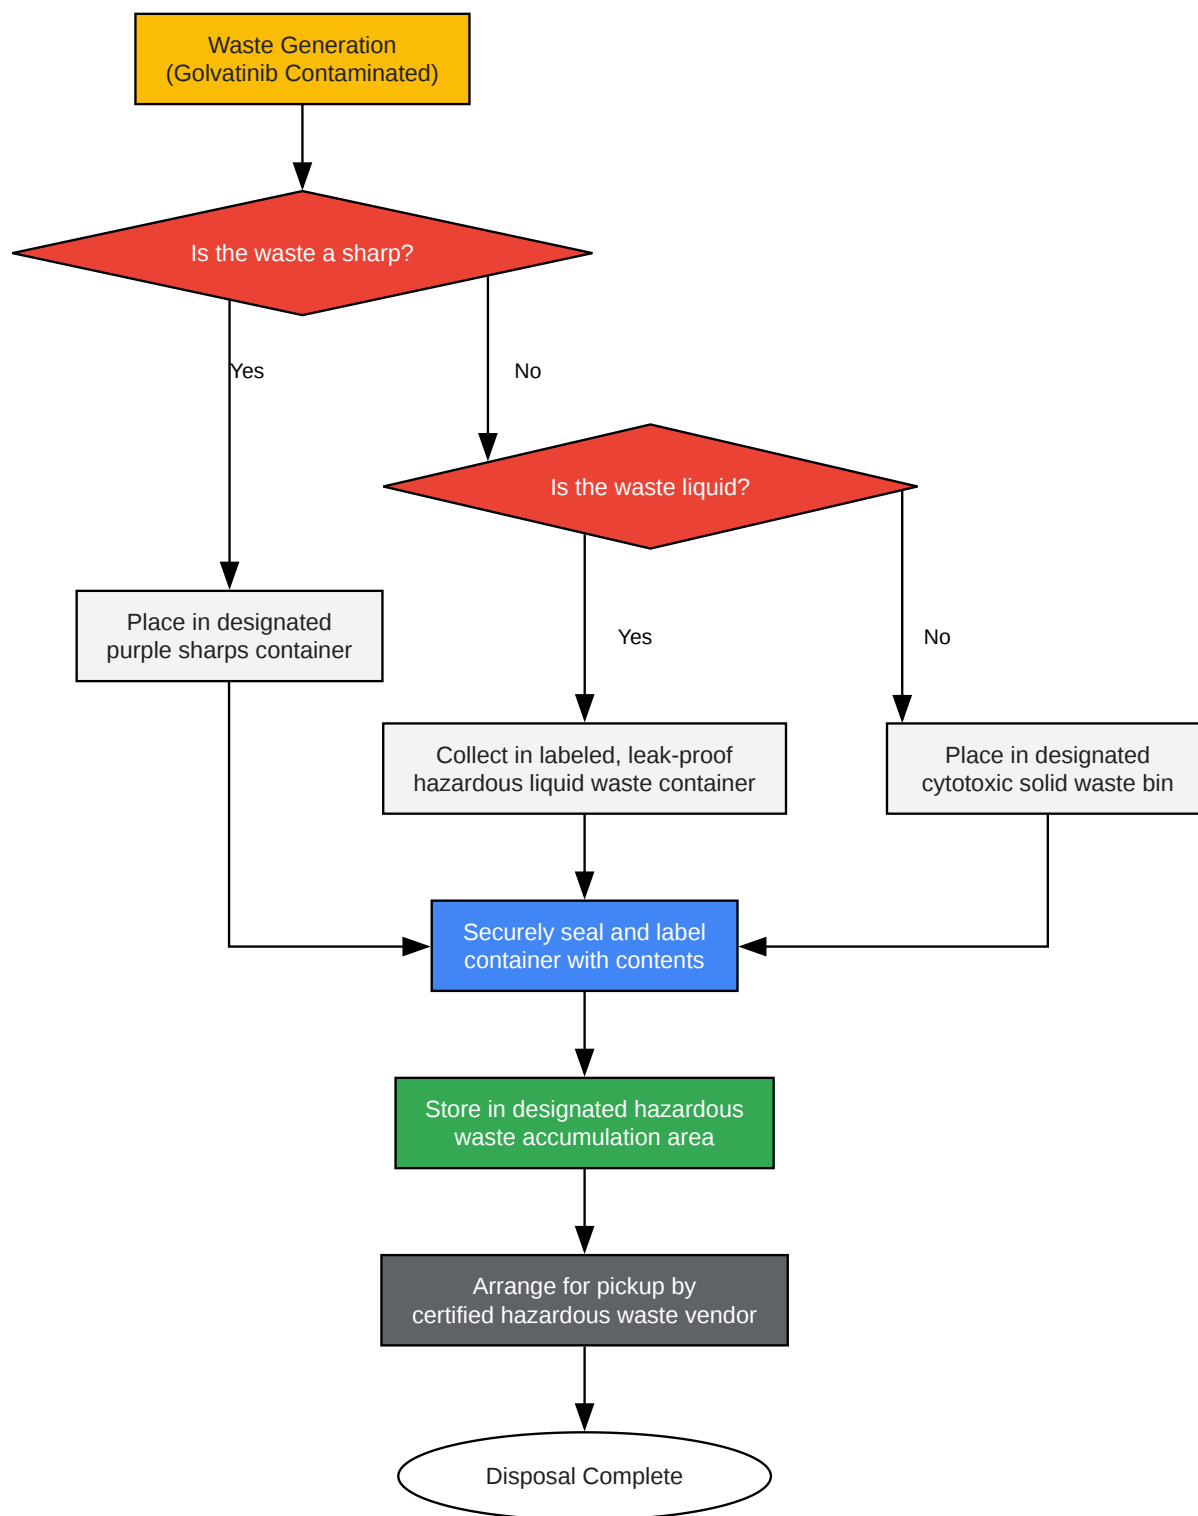 Waste Generation
(Golvatinib Contaminated)
Is the waste a sharp?
Yes
No
Is the waste liquid?
Place in designated
purple sharps container
Yes
No
Collect in labeled, leak-proof
hazardous liquid waste container
Place in designated
cytotoxic solid waste bin
Securely seal and label
container with contents
Store in designated hazardous
waste accumulation area
Arrange for pickup by
certified hazardous waste vendor
Disposal Complete